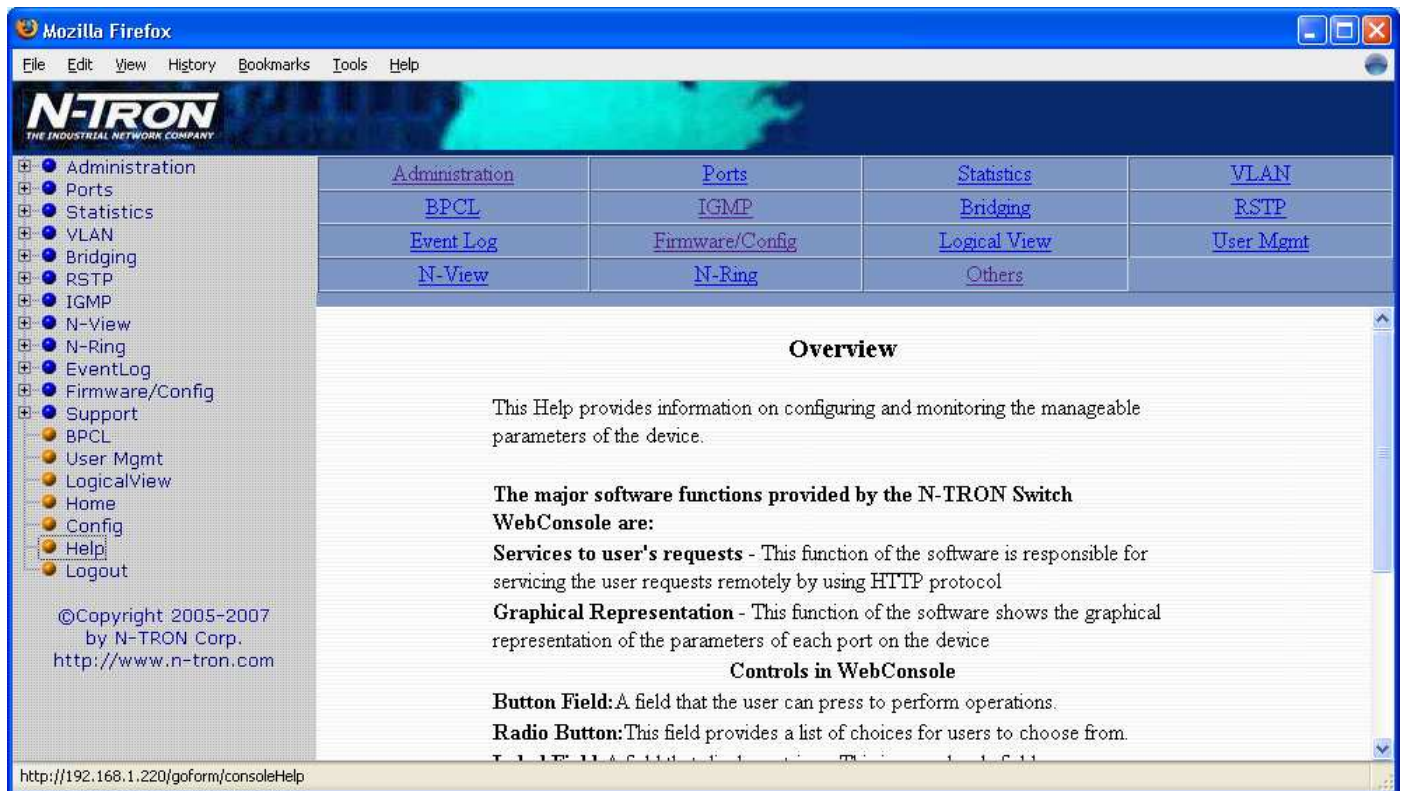 Mozilla Firefox
File Edit View History Bookmarks Tools Help
N-TRON
THE INDUSTRIAL NETWORK COMPANY
Administration
Ports
Statistics
VLAN
Bridging
RSTP
IGMP
N-View
N-Ring
EventLog
Firmware/Config
Support
BPCL
User Mgmt
LogicalView
Home
Config
Help
Logout
©Copyright 2005-2007
by N-TRON Corp.
http://www.n-tron.com
Administration Ports Statistics VLAN
BPCL IGMP Bridging RSTP
Event Log Firmware/Config Logical View User Mgmt
N-View N-Ring Others
Overview
This Help provides information on configuring and monitoring the manageable
parameters of the device.
The major software functions provided by the N-TRON Switch
WebConsole are:
Services to user's requests - This function of the software is responsible for
servicing the user requests remotely by using HTTP protocol
Graphical Representation - This function of the software shows the graphical
representation of the parameters of each port on the device
Controls in WebConsole
Button Field:A field that the user can press to perform operations.
Radio Button:This field provides a list of choices for users to choose from.
http://192.168.1.220/goform/consoleHelp